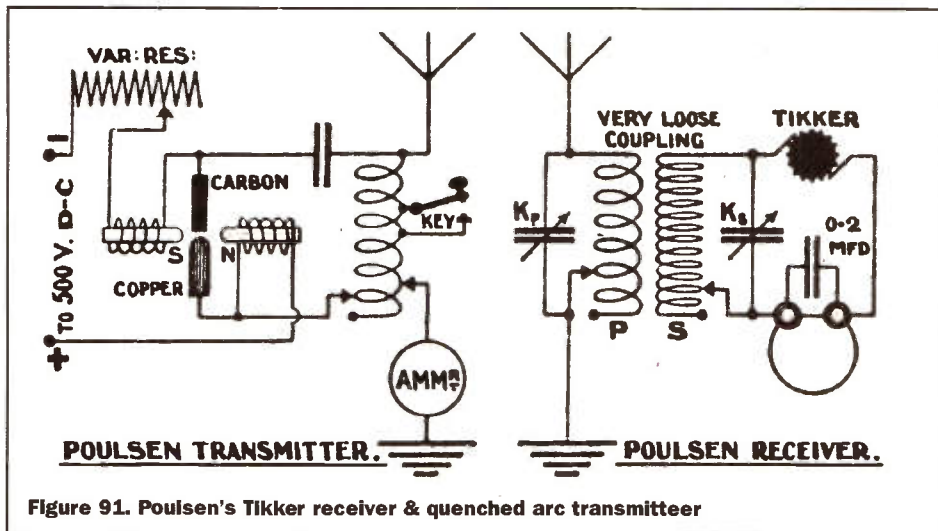 VAR: RES:
TO 500 V. D-C
−
+
CARBON
S
N
COPPER
KEY
AMMR
T
POULSEN TRANSMITTER.
VERY LOOSE
COUPLING
TIKKER
KP
KS
0·2
MFD
P
S
POULSEN RECEIVER.
Figure 91. Poulsen's Tikker receiver & quenched arc transmitteer